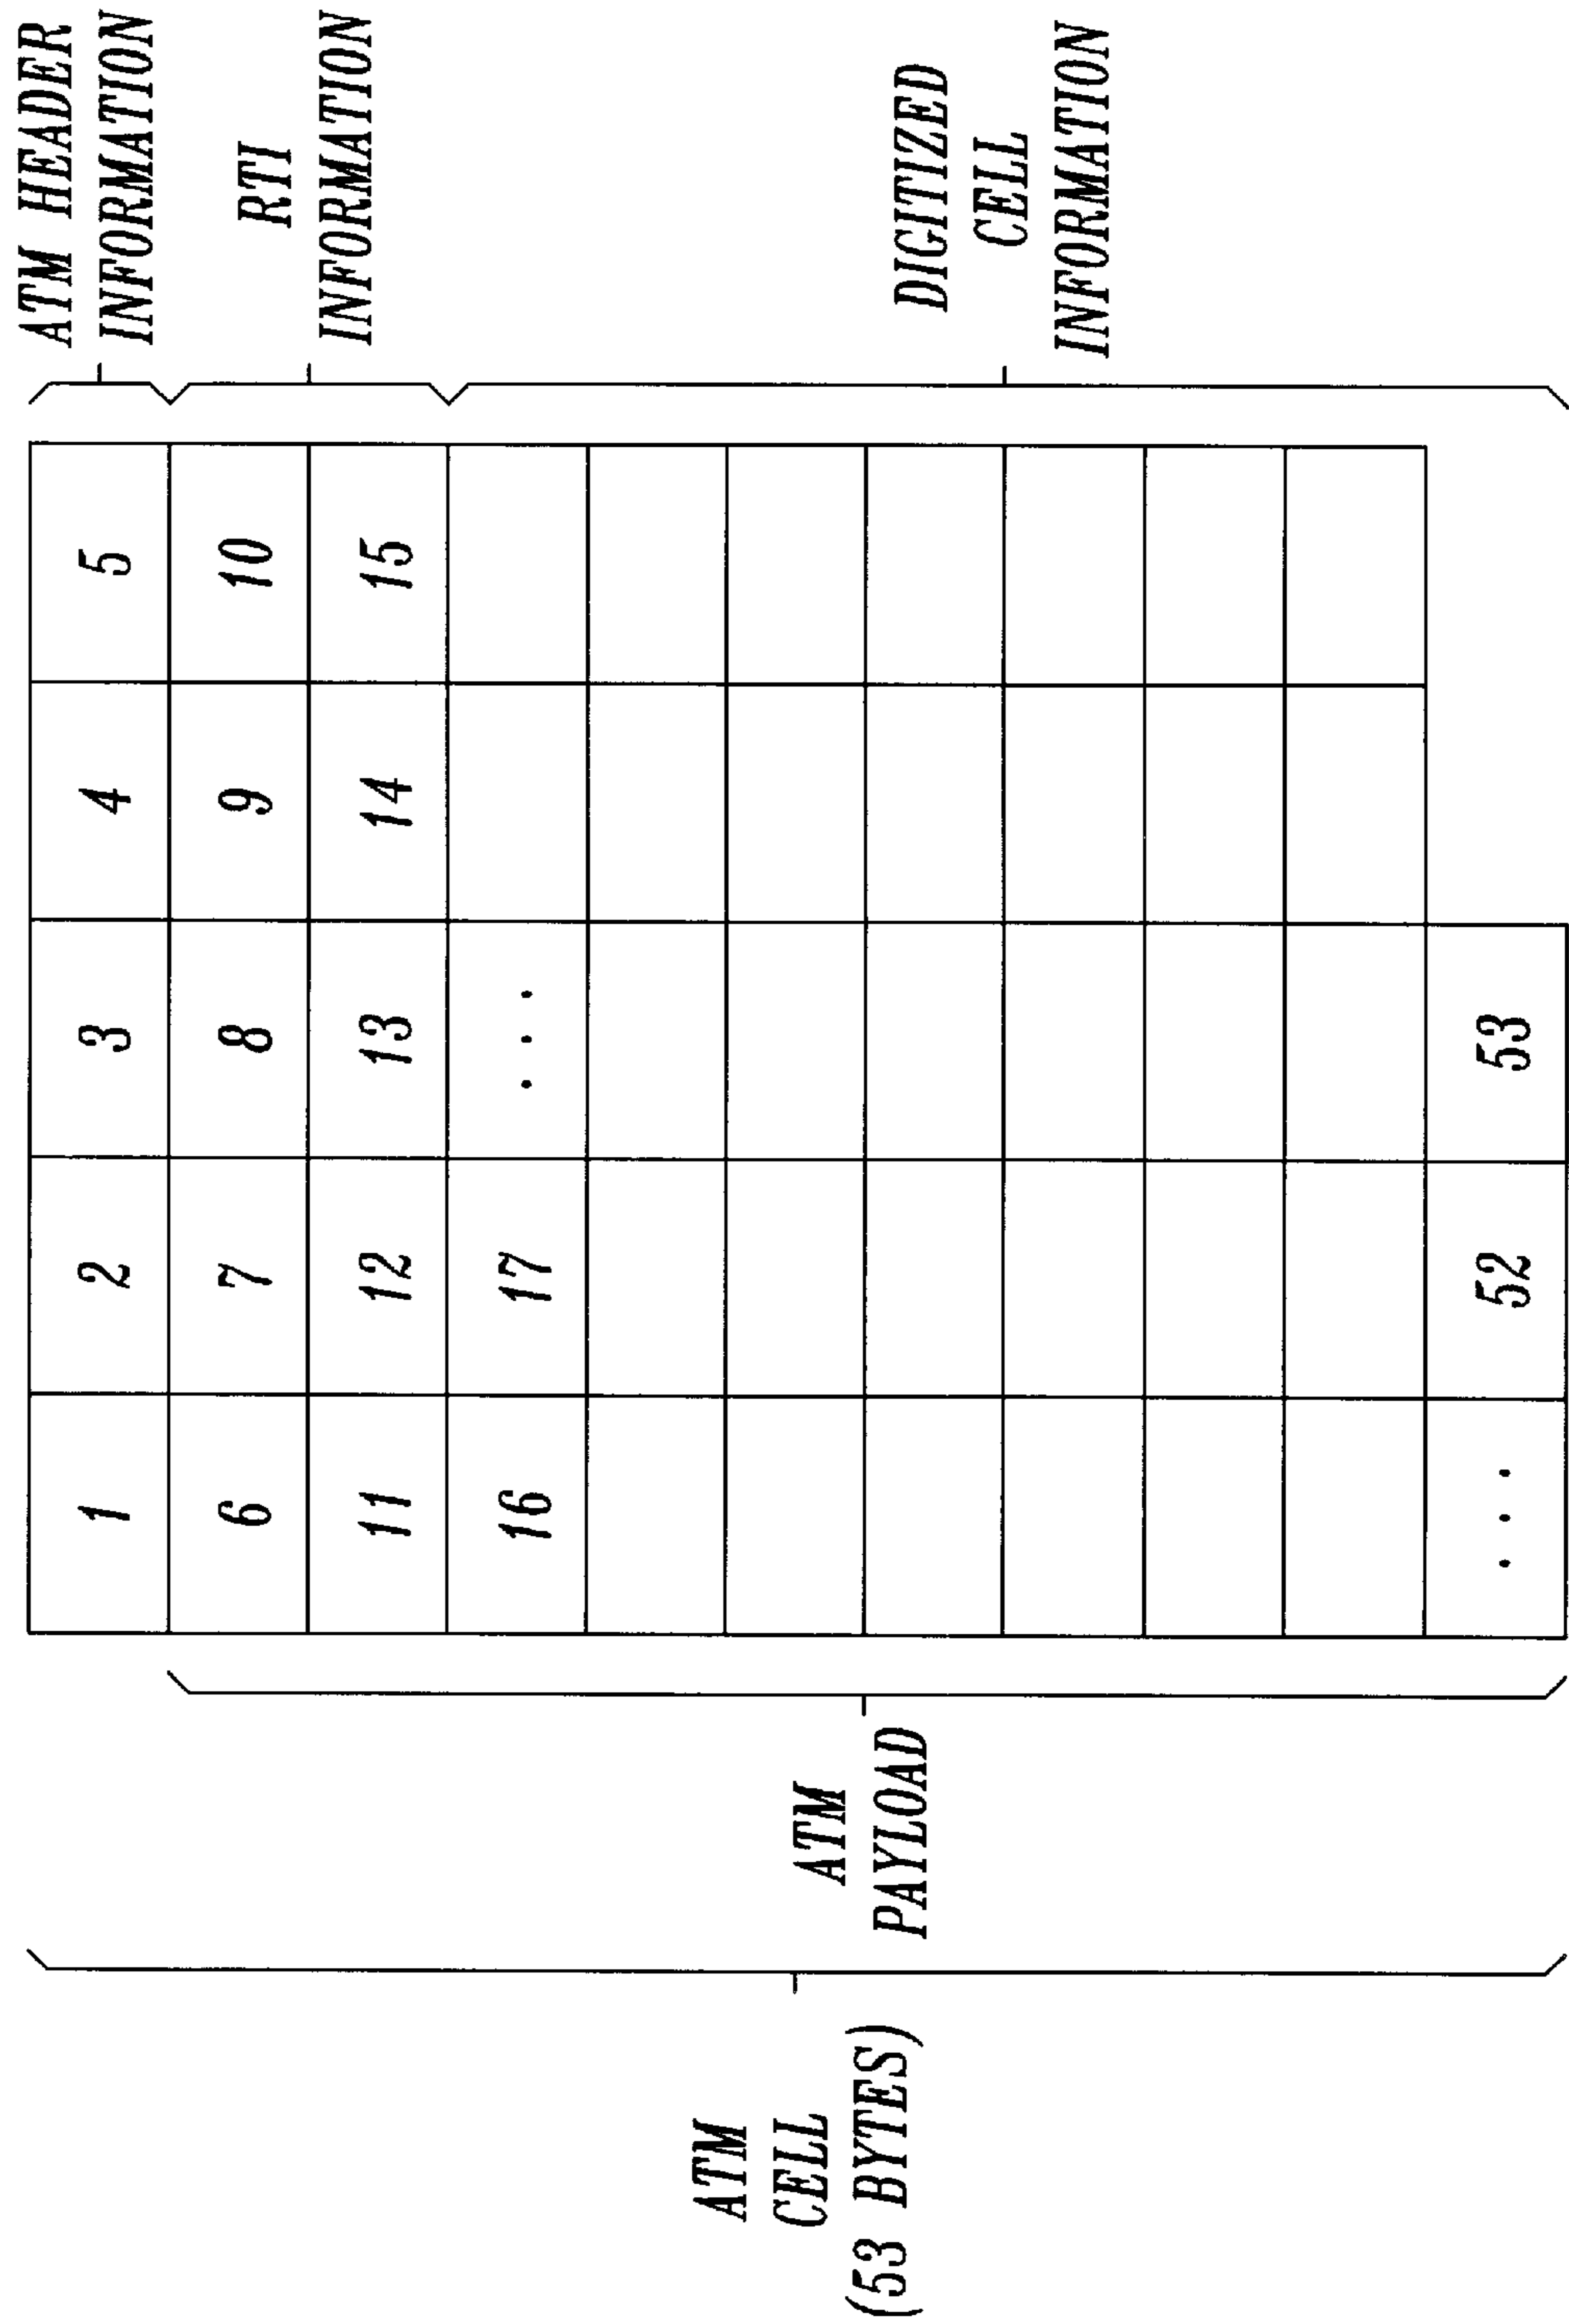 ATM
CELL
(53 BYTES)
ATM
PAYLOAD
1 2 3 4 5
6 7 8 9 10
11 12 13 14 15
16 17 ...
... 52 53
ATM HEADER
INFORMATION
RTI
INFORMATION
DIGITIZED
CELL
INFORMATION